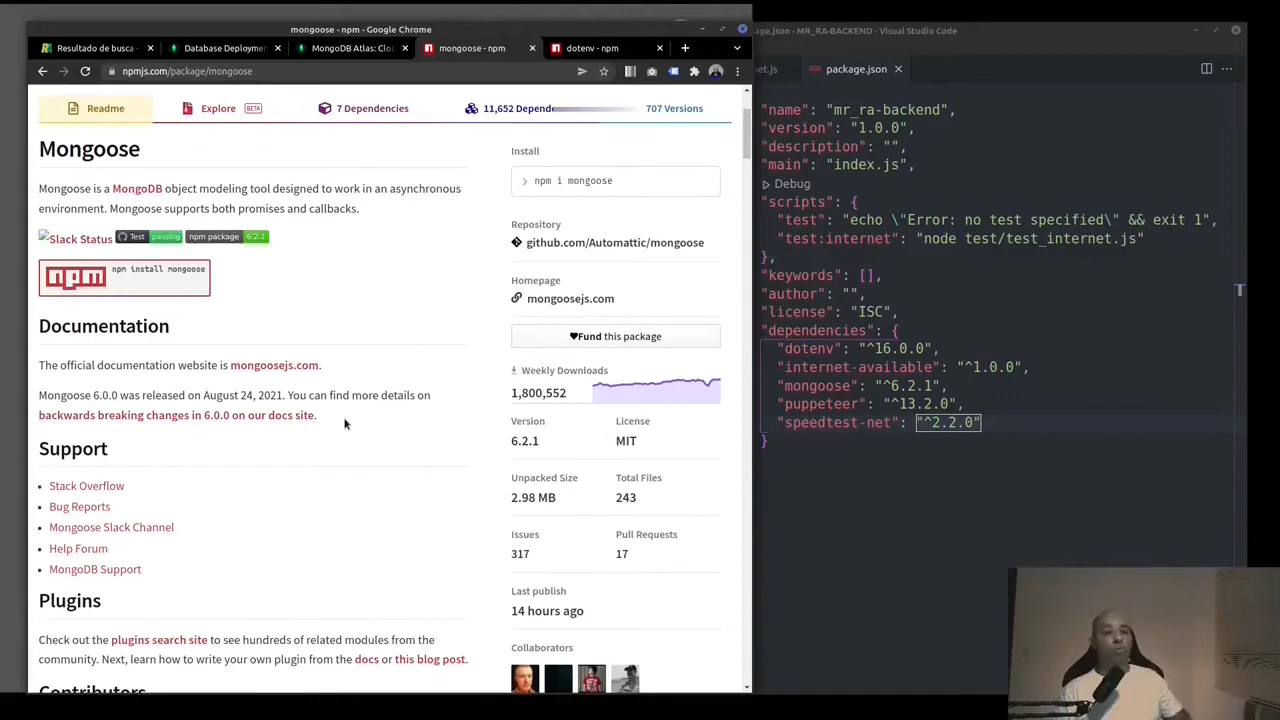 mongoose - npm - Google Chrome
Resultado de busca
Database Deploymen
MongoDB Atlas: Clou
mongoose - npm
dotenv - npm
npmjs.com/package/mongoose
Readme
Explore BETA
7 Dependencies
11,652 Depende
707 Versions
Mongoose
Mongoose is a MongoDB object modeling tool designed to work in an asynchronous
environment. Mongoose supports both promises and callbacks.
Slack Status Test passing npm package 6.2.1
npm npm install mongoose
Documentation
The official documentation website is mongoosejs.com.
Mongoose 6.0.0 was released on August 24, 2021. You can find more details on
backwards breaking changes in 6.0.0 on our docs site.
Support
Stack Overflow
Bug Reports
Mongoose Slack Channel
Help Forum
MongoDB Support
Plugins
Check out the plugins search site to see hundreds of related modules from the
community. Next, learn how to write your own plugin from the docs or this blog post.
Contributors
Install
npm i mongoose
Repository
github.com/Automattic/mongoose
Homepage
mongoosejs.com
Fund this package
Weekly Downloads
1,800,552
Version License
6.2.1 MIT
Unpacked Size Total Files
2.98 MB 243
Issues Pull Requests
317 17
Last publish
14 hours ago
Collaborators
age.json - MR_RA-BACKEND - Visual Studio Code
net.js
package.json
"name": "mr_ra-backend",
"version": "1.0.0",
"description": "",
"main": "index.js",
Debug
"scripts": {
"test": "echo \"Error: no test specified\" && exit 1",
"test:internet": "node test/test_internet.js"
},
"keywords": [],
"author": "",
"license": "ISC",
"dependencies": {
"dotenv": "^16.0.0",
"internet-available": "^1.0.0",
"mongoose": "^6.2.1",
"puppeteer": "^13.2.0",
"speedtest-net": "^2.2.0"
}